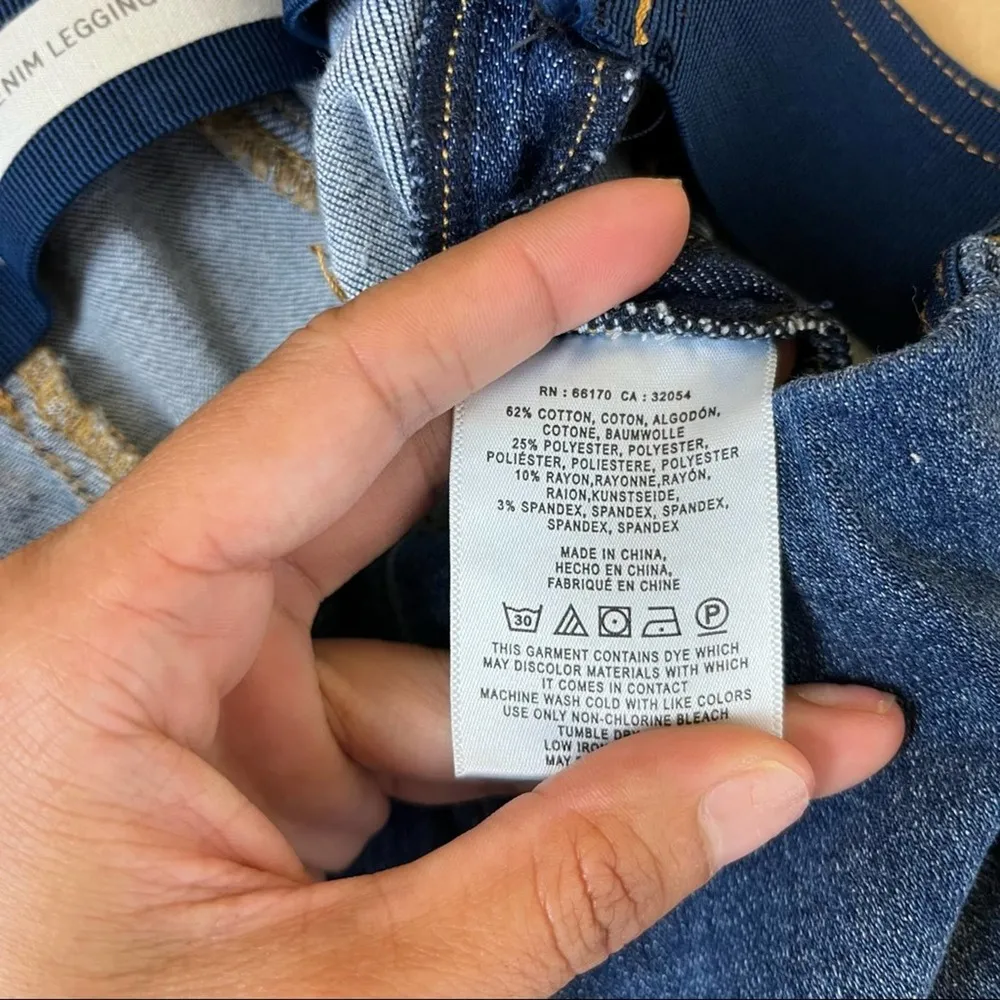 DENIM LEGGING
RN : 66170 CA : 32054
62% COTTON, COTON, ALGODÓN,
COTONE, BAUMWOLLE
25% POLYESTER, POLYESTER,
POLIÉSTER, POLIESTERE, POLYESTER
10% RAYON,RAYONNE,RAYÓN,
RAION,KUNSTSEIDE,
3% SPANDEX, SPANDEX, SPANDEX,
SPANDEX, SPANDEX
MADE IN CHINA,
HECHO EN CHINA,
FABRIQUÉ EN CHINE
30 P
THIS GARMENT CONTAINS DYE WHICH
MAY DISCOLOR MATERIALS WITH WHICH
IT COMES IN CONTACT
MACHINE WASH COLD WITH LIKE COLORS
USE ONLY NON-CHLORINE BLEACH
TUMBLE DRY
LOW IRON
MAY